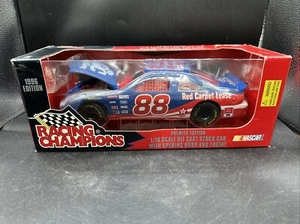 1996
EDITION
Red Carpet Lease
88
RACING
CHAMPIONS
PREMIER EDITION
1/18 SCALE DIE CAST STOCK CAR
WITH OPENING HOOD AND ENGINE
NASCAR